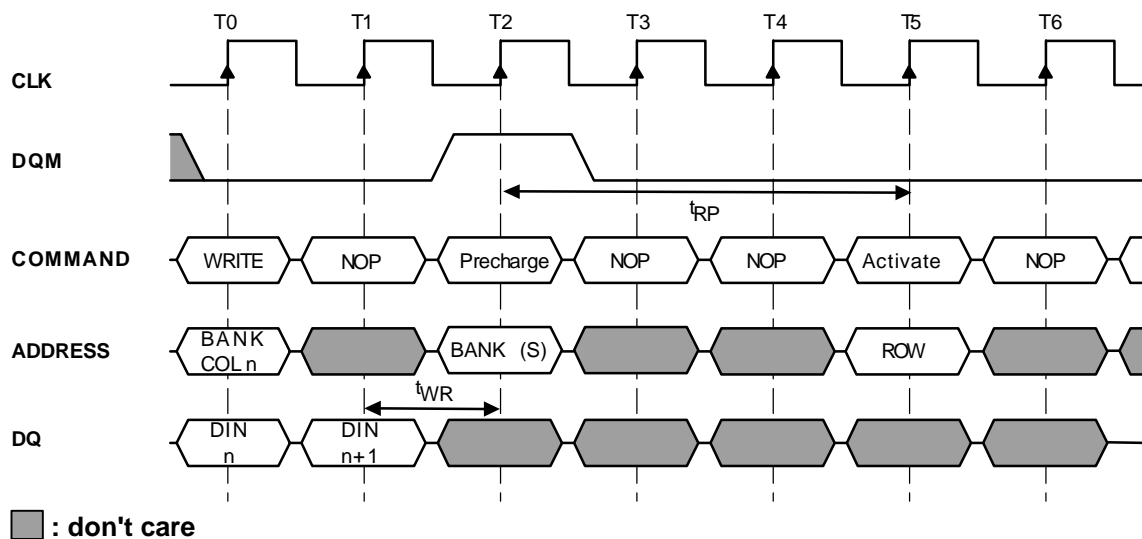 T0 T1 T2 T3 T4 T5 T6
CLK
DQM
tRP
COMMAND WRITE NOP Precharge NOP NOP Activate NOP
ADDRESS BANK COL n BANK (S) ROW
tWR
DQ DIN n DIN n+1
: don't care